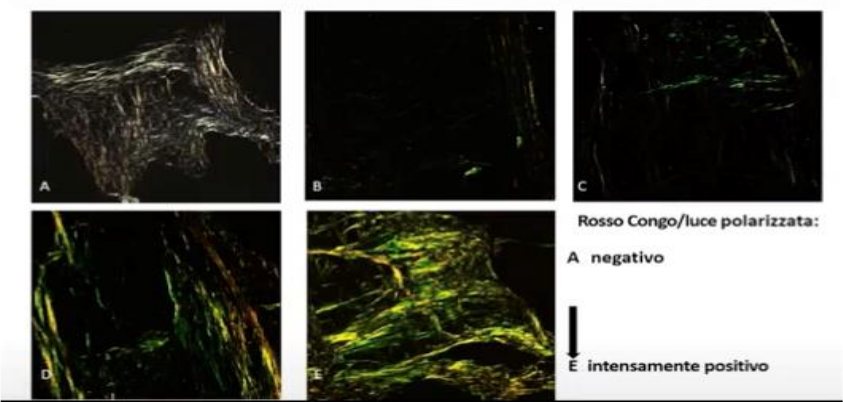 A
B
C
D
E
Rosso Congo/luce polarizzata:
A negativo
E intensamente positivo